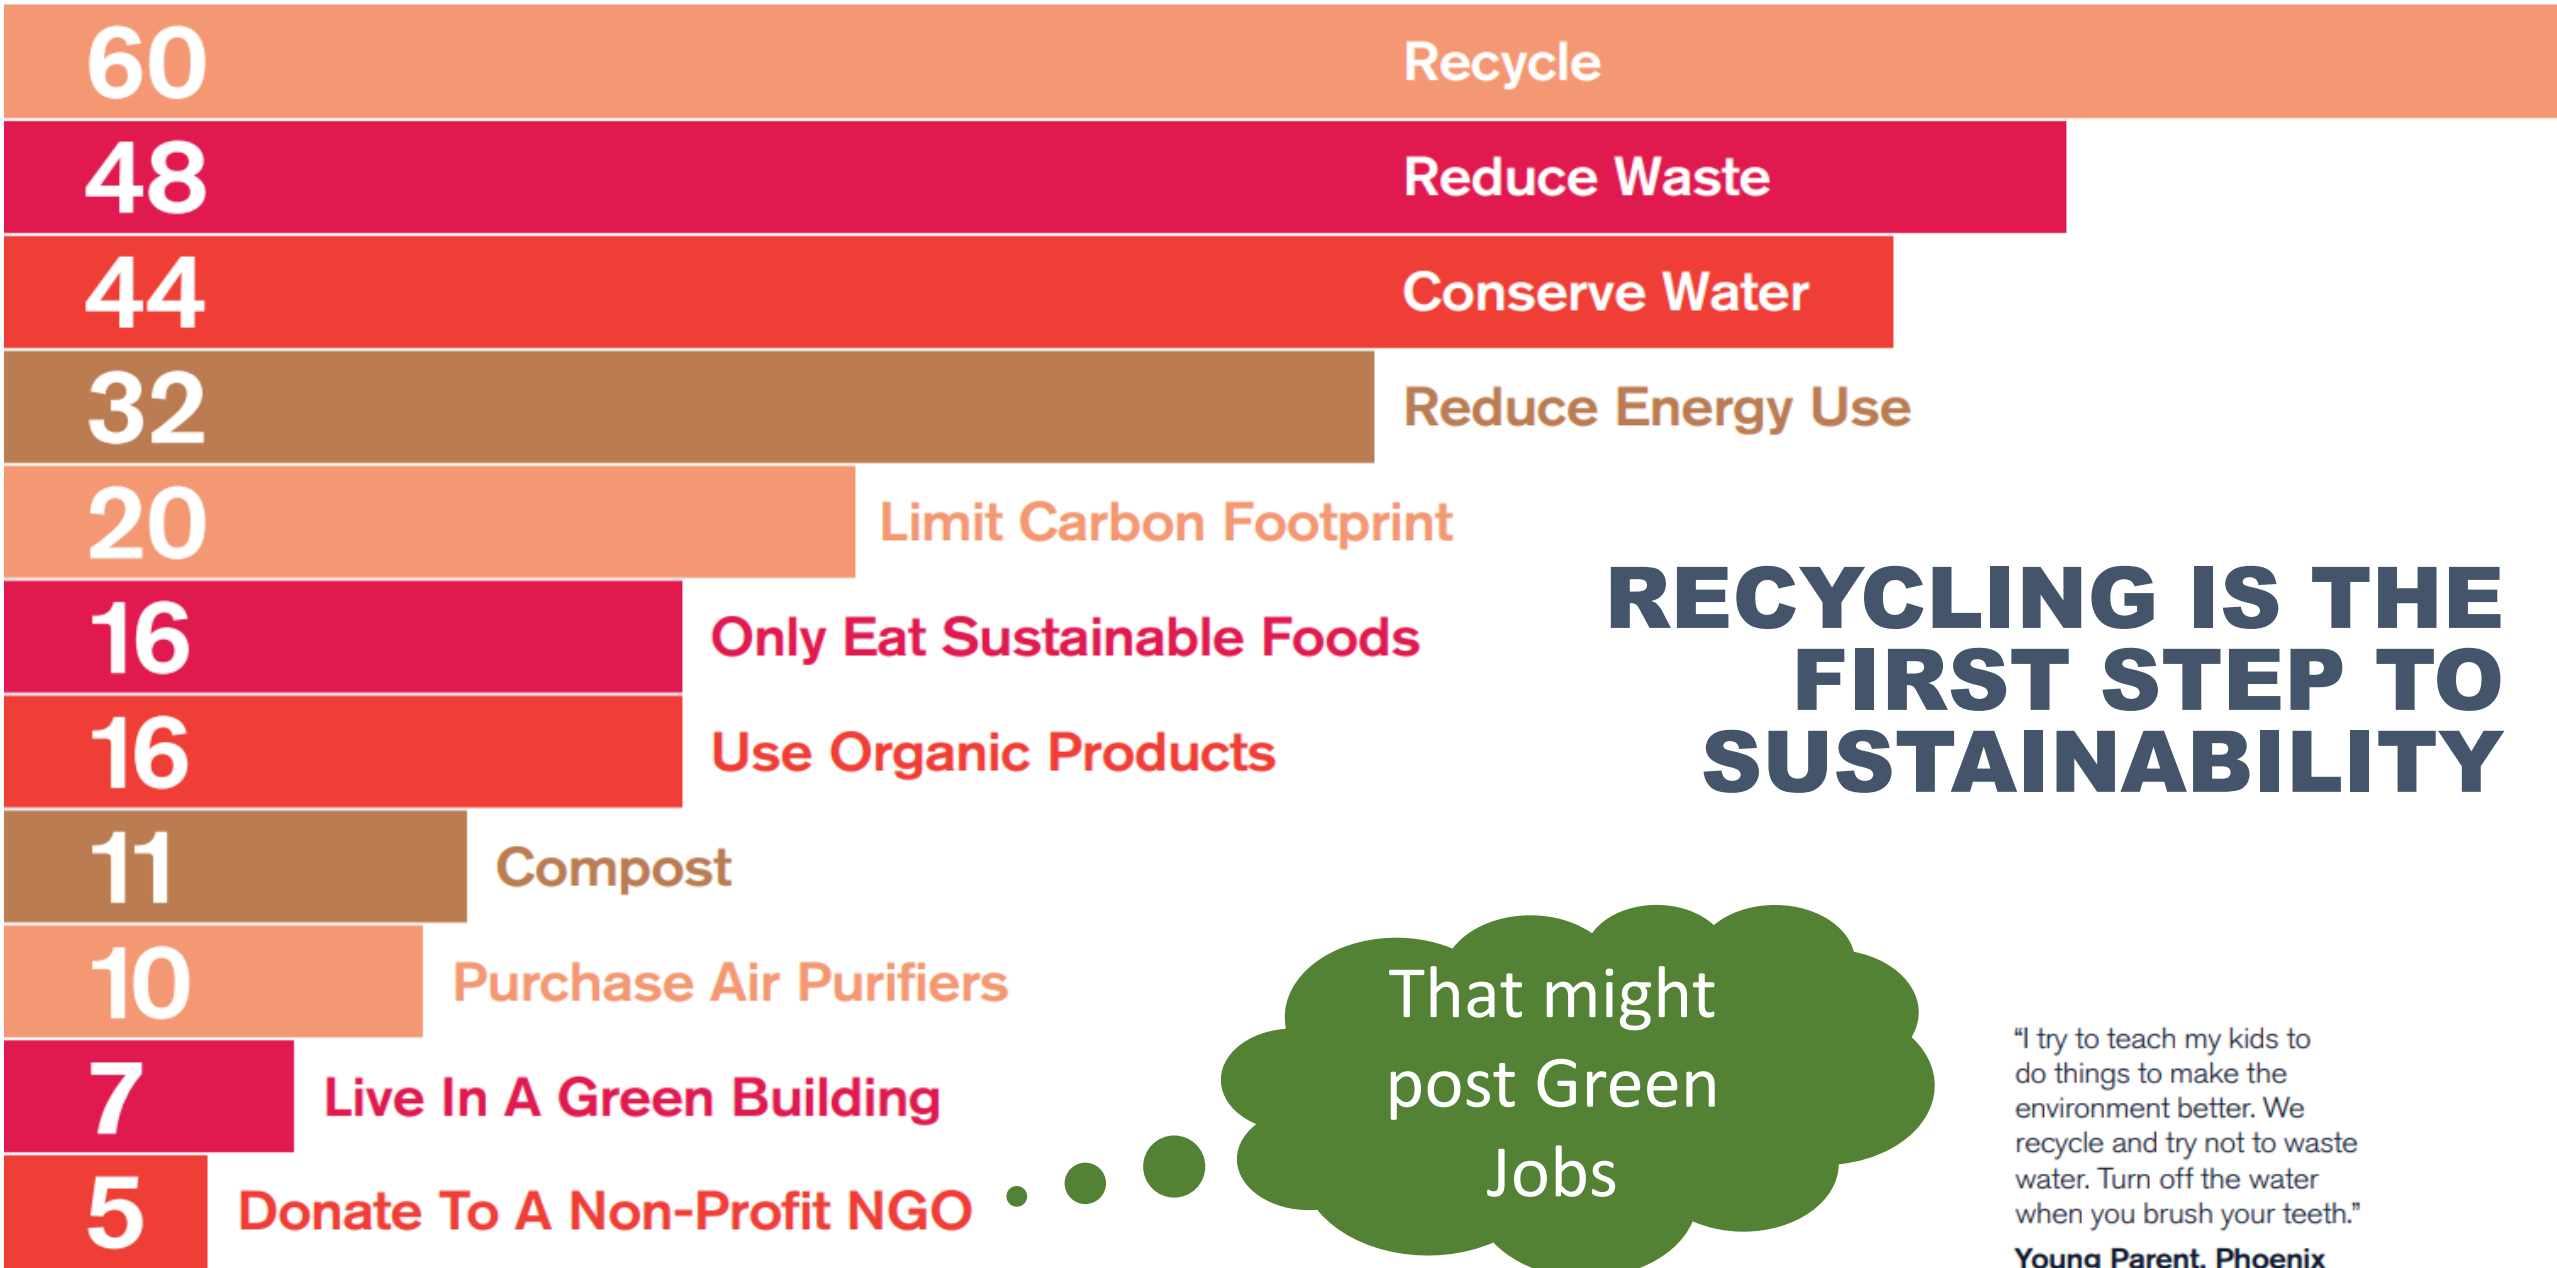 60 Recycle
48 Reduce Waste
44 Conserve Water
32 Reduce Energy Use
20 Limit Carbon Footprint
16 Only Eat Sustainable Foods
16 Use Organic Products
11 Compost
10 Purchase Air Purifiers
7 Live In A Green Building
5 Donate To A Non-Profit NGO
RECYCLING IS THE
FIRST STEP TO
SUSTAINABILITY
That might
post Green
Jobs
“I try to teach my kids to
do things to make the
environment better. We
recycle and try not to waste
water. Turn off the water
when you brush your teeth.”
Young Parent, Phoenix